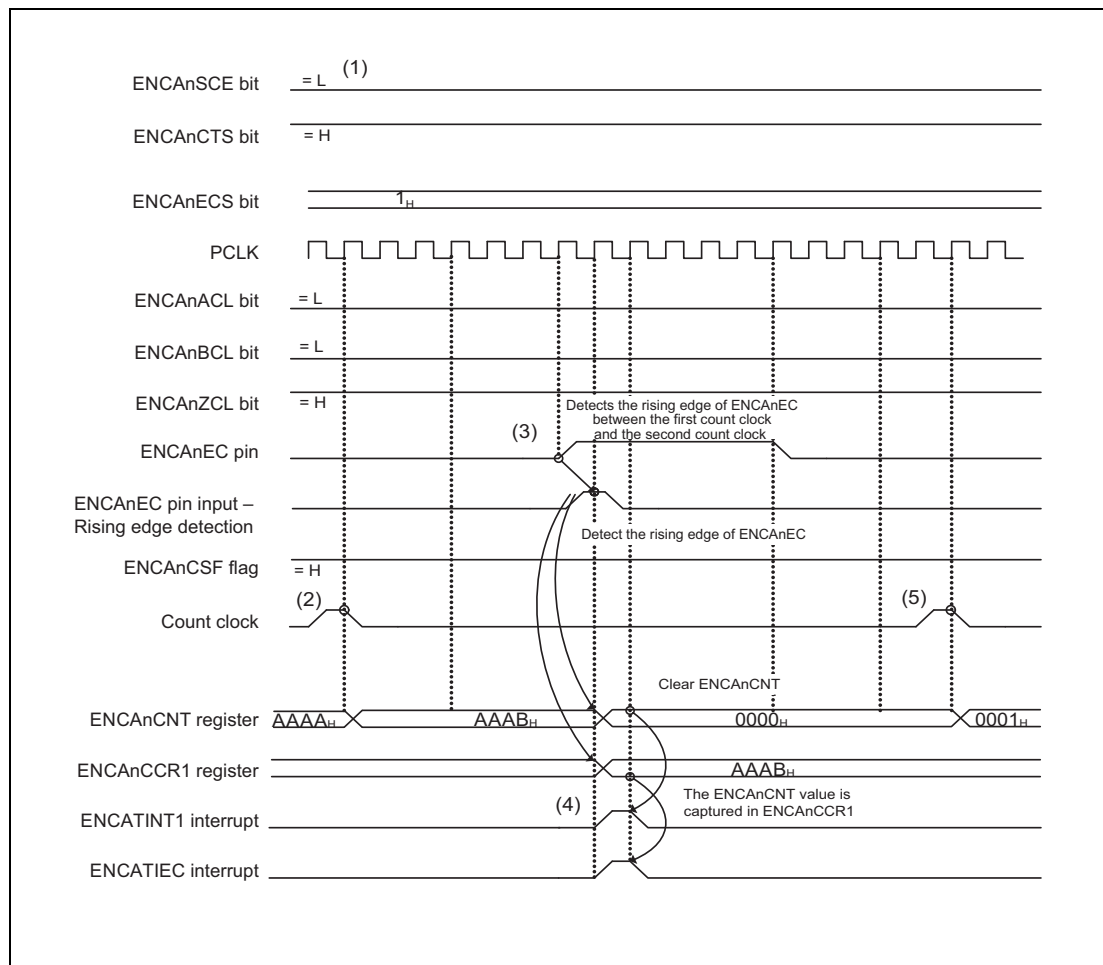 ENCAnSCE bit = L (1)
ENCAnCTS bit = H
ENCAnECS bit 1H
PCLK
ENCAnACL bit = L
ENCAnBCL bit = L
ENCAnZCL bit = H
Detects the rising edge of ENCAnEC
between the first count clock
and the second count clock
(3)
ENCAnEC pin
ENCAnEC pin input –
Rising edge detection
Detect the rising edge of ENCAnEC
ENCAnCSF flag = H
(2) (5)
Count clock
Clear ENCAnCNT
ENCAnCNT register AAAAH AAABH 0000H 0001H
ENCAnCCR1 register AAABH
The ENCAnCNT value is
captured in ENCAnCCR1
(4)
ENCATINT1 interrupt
ENCATIEC interrupt